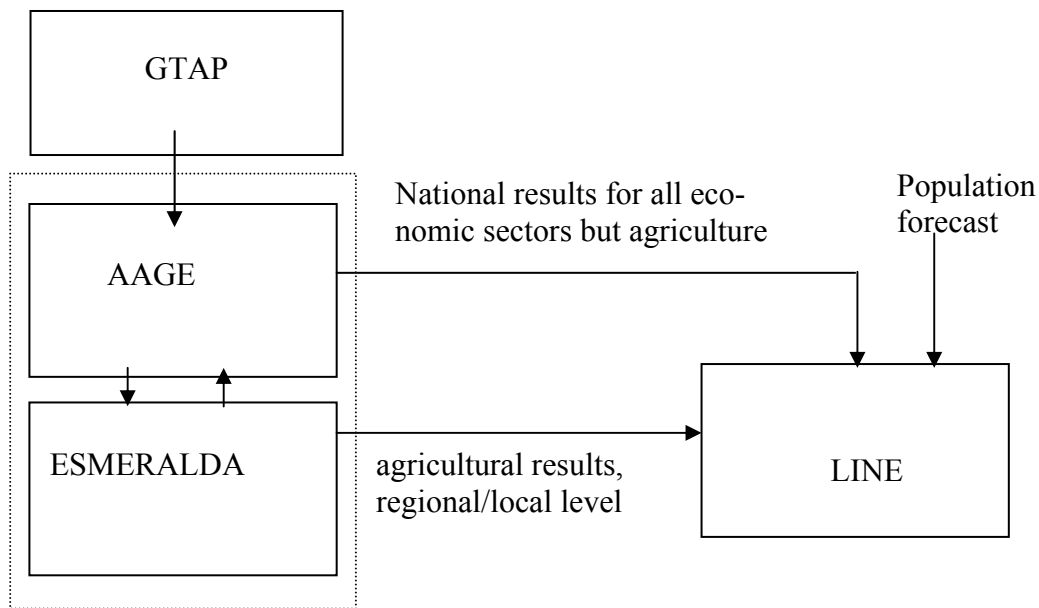 GTAP
National results for all eco-
nomic sectors but agriculture
Population
forecast
AAGE
ESMERALDA
agricultural results,
regional/local level
LINE